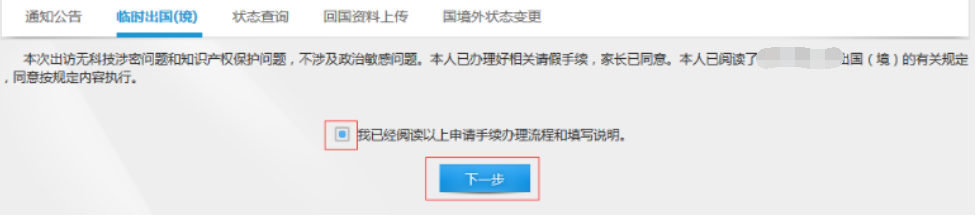 通知公告 临时出国(境) 状态查询 回国资料上传 国境外状态变更
本次出访无科技涉密问题和知识产权保护问题，不涉及政治敏感问题。本人已办理好相关请假手续，家长已同意。本人已阅读了出国（境）的有关规定
，同意按规定内容执行。
我已经阅读以上申请手续办理流程和填写说明。
下一步